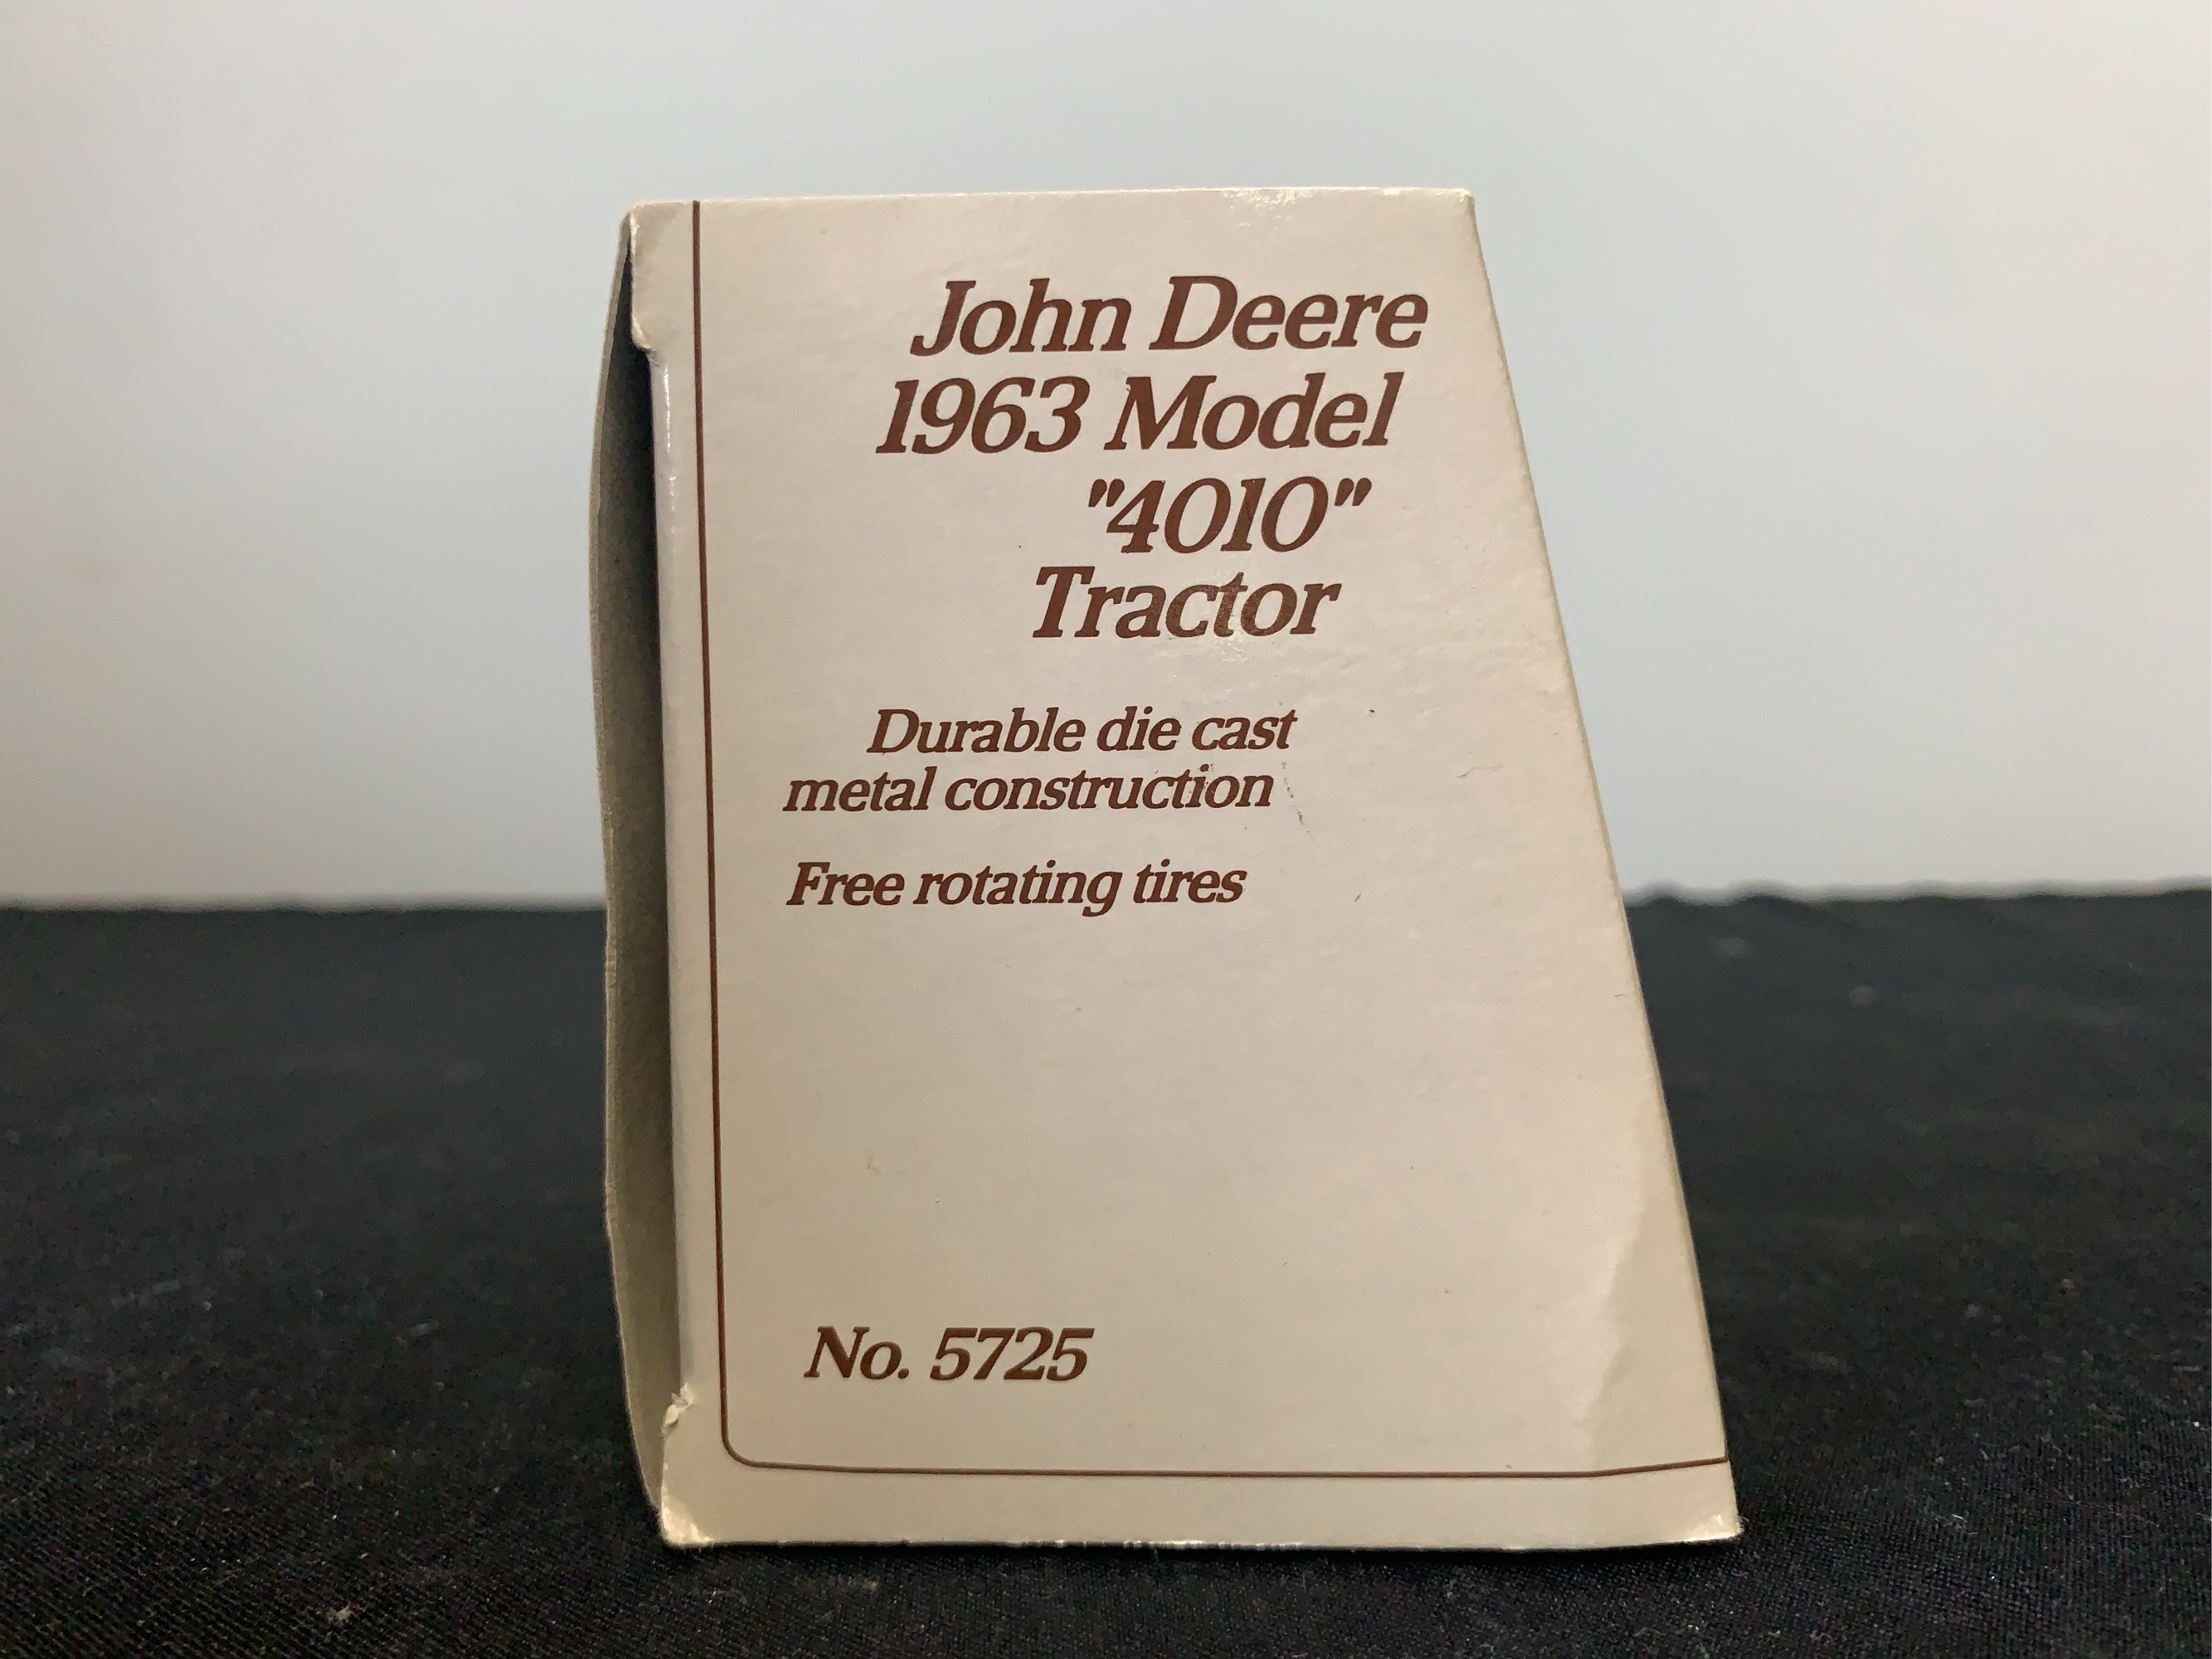 John Deere
1963 Model
"4010"
Tractor
Durable die cast
metal construction
Free rotating tires
No. 5725